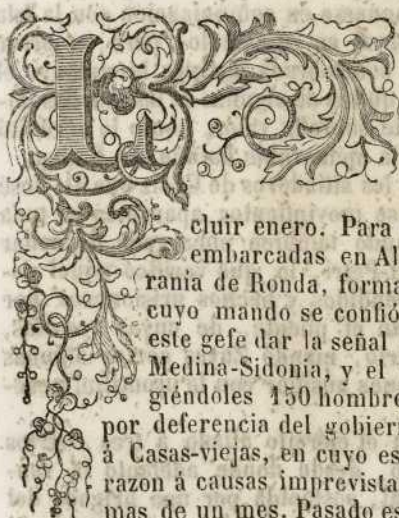 L
cluir enero. Para
embarcadas en Al
rania de Ronda, forma
cuyo mando se confió
este gefe dar la señal
Medina-Sidonia, y el
giéndoles 150 hombre
por deferencia del gobier
á Casas-viejas, en cuyo es
razon á causas imprevista
mas de un mes. Pasado es